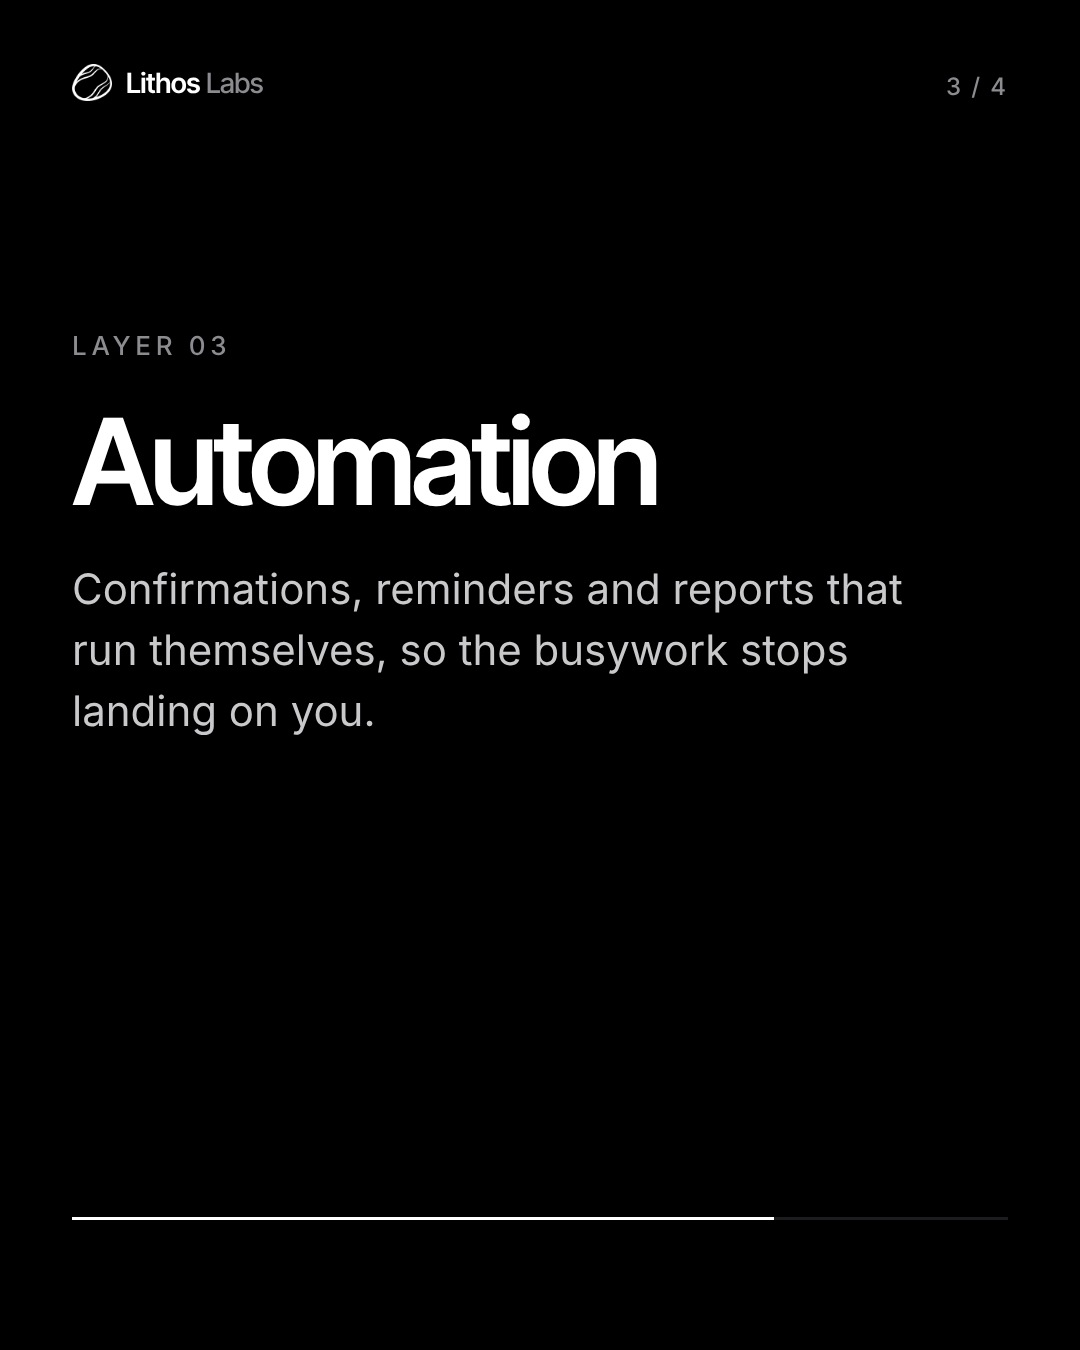 Lithos Labs
3 / 4
LAYER 03
Automation
Confirmations, reminders and reports that
run themselves, so the busywork stops
landing on you.